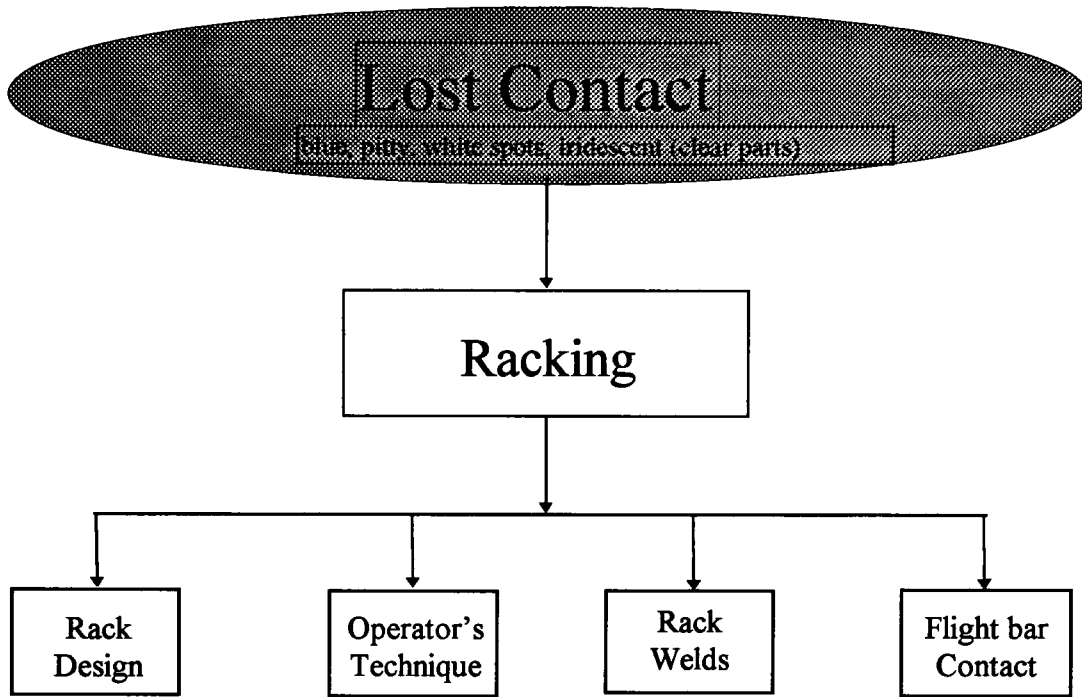 Lost Contact
blue, pitty, white spots, iridescent (clear parts)
Racking
Rack
Design
Operator's
Technique
Rack
Welds
Flight bar
Contact